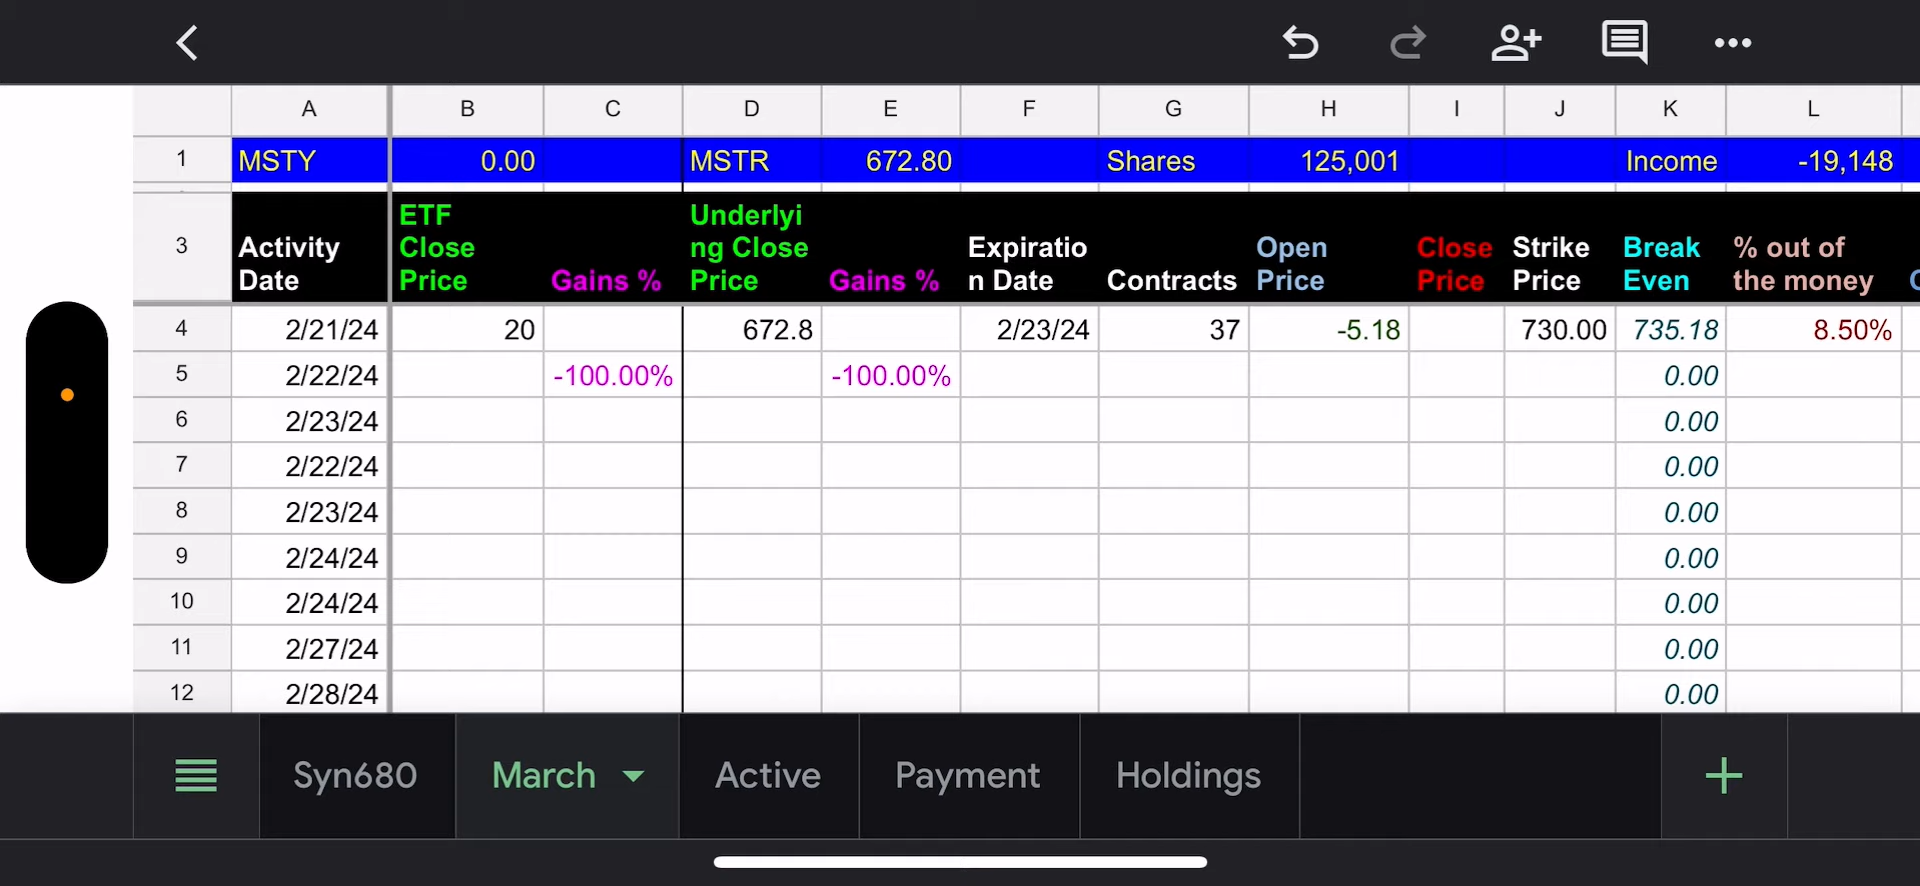 A B C D E F G H I J K L
1 MSTY 0.00 MSTR 672.80 Shares 125,001 Income -19,148
3 Activity Date ETF Close Price Gains % Underlyi ng Close Price Gains % Expiratio n Date Contracts Open Price Close Price Strike Price Break Even % out of the money
4 2/21/24 20 672.8 2/23/24 37 -5.18 730.00 735.18 8.50%
5 2/22/24 -100.00% -100.00% 0.00
6 2/23/24 0.00
7 2/22/24 0.00
8 2/23/24 0.00
9 2/24/24 0.00
10 2/24/24 0.00
11 2/27/24 0.00
12 2/28/24 0.00
Syn680 March Active Payment Holdings